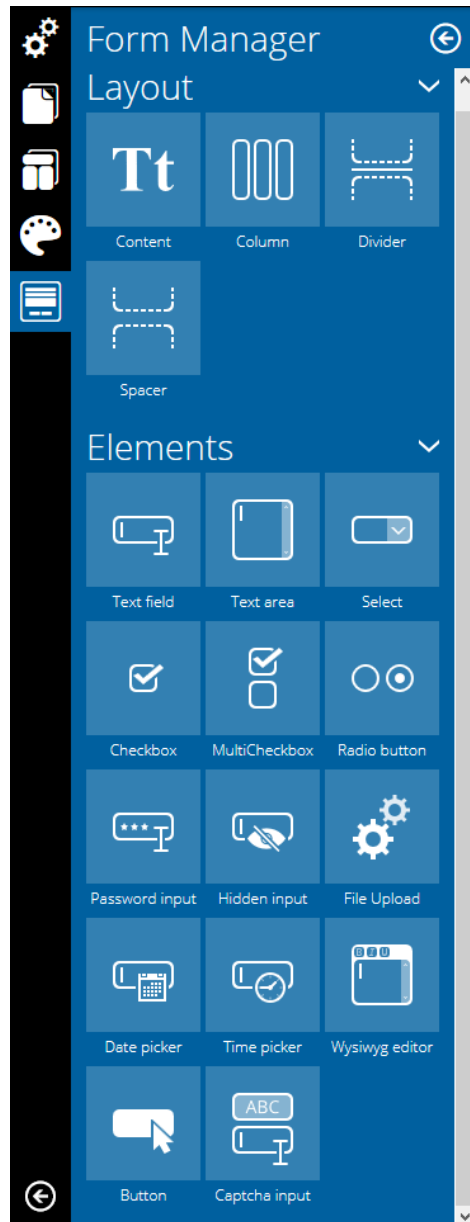 Form Manager
Layout
Tt
Content Column Divider
Spacer
Elements
Text field Text area Select
Checkbox MultiCheckbox Radio button
***
Password input Hidden input File Upload
B I U
Date picker Time picker Wysiwyg editor
ABC
Button Captcha input